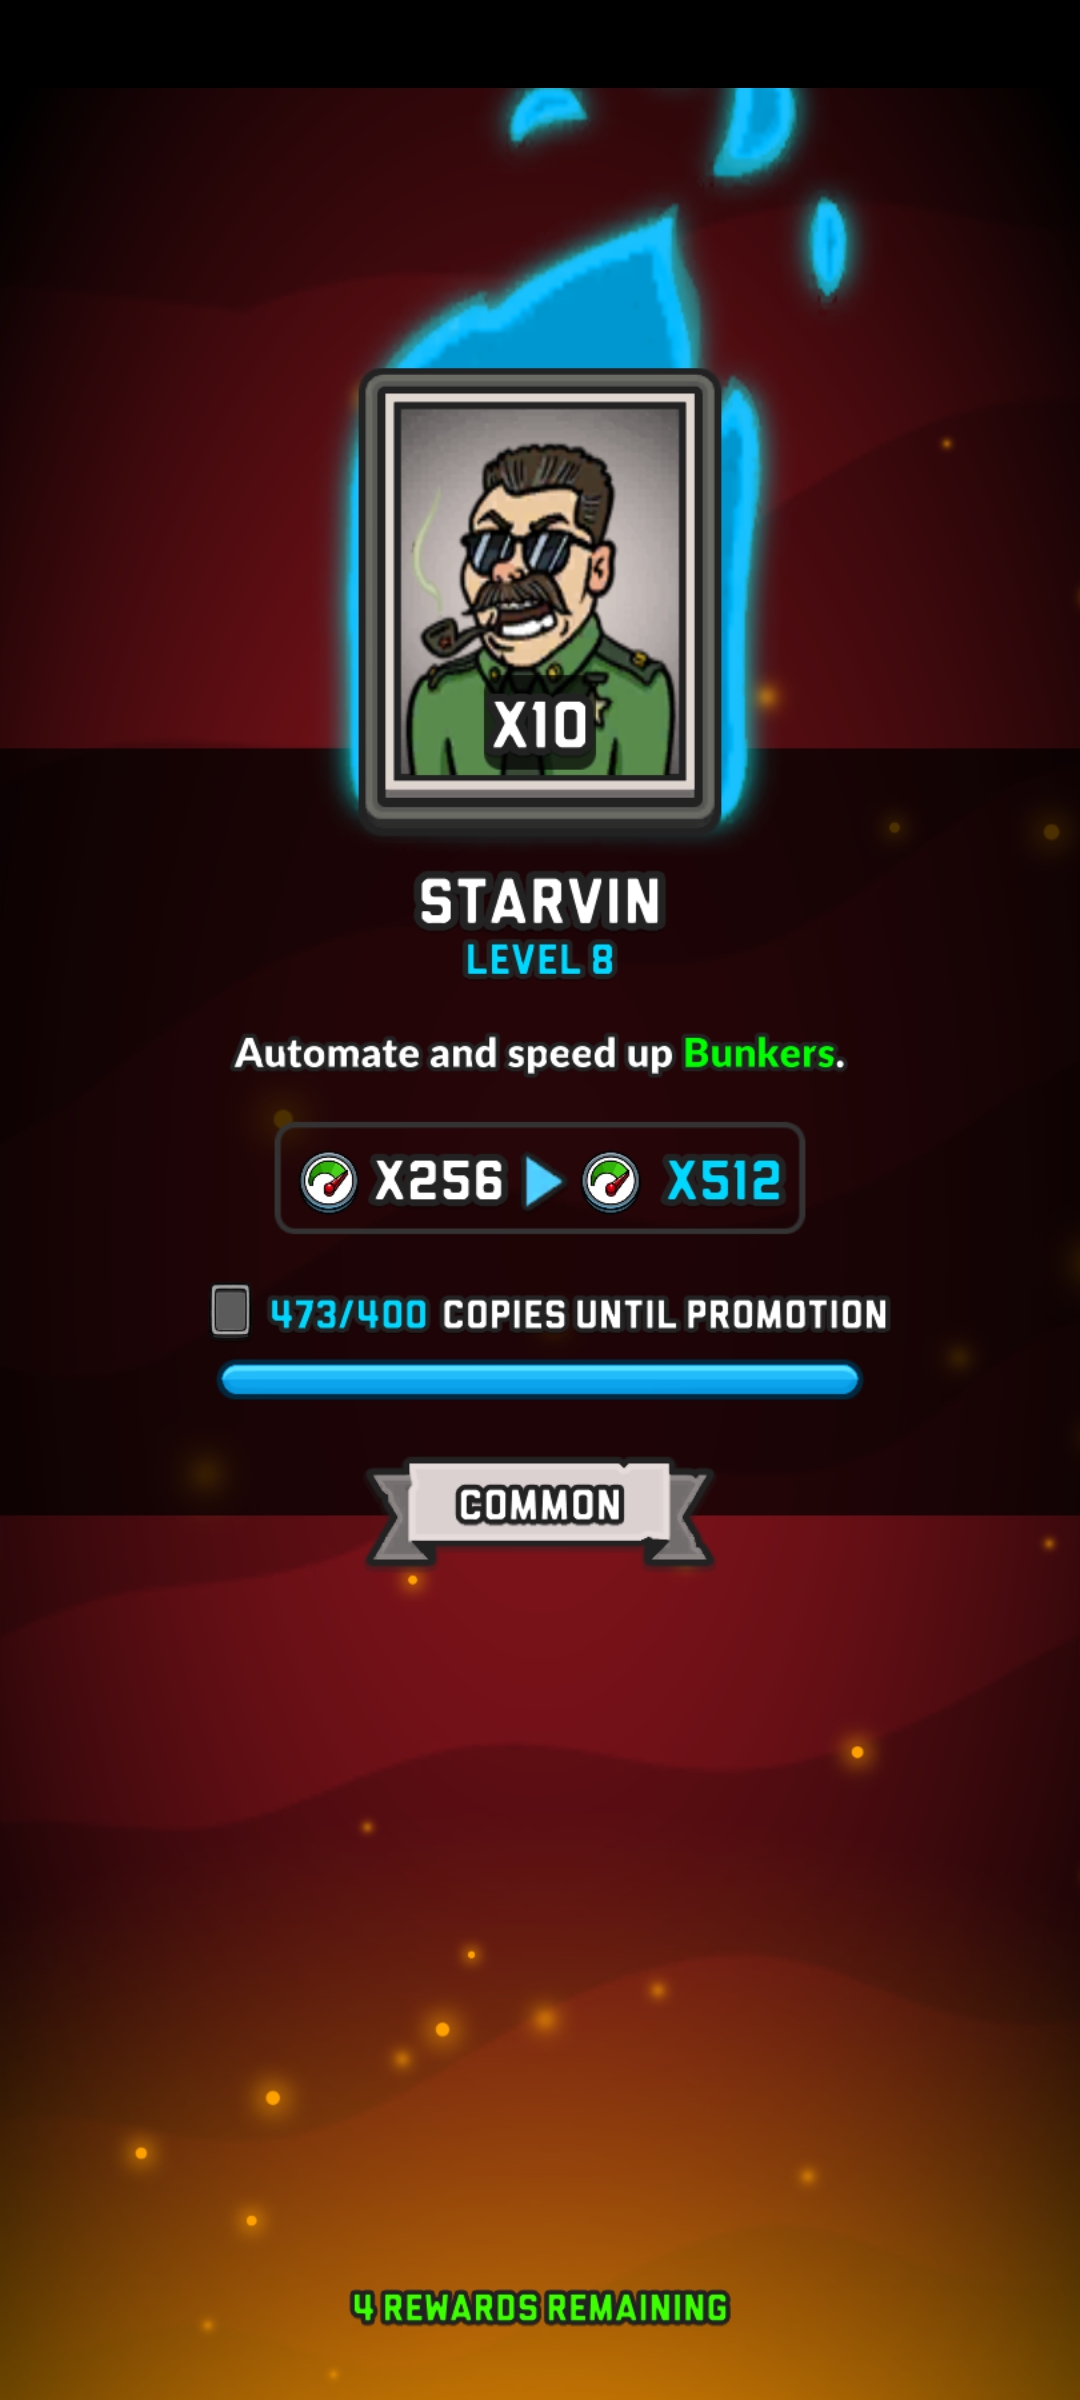 X10
STARVIN
LEVEL 8
Automate and speed up Bunkers.
X256 X512
473/400 COPIES UNTIL PROMOTION
COMMON
4 REWARDS REMAINING